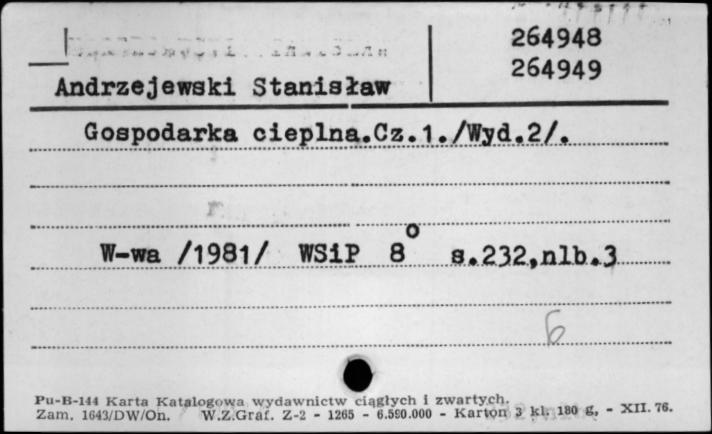 264948
264949
Andrzejewski Stanisław
Gospodarka cieplna.Cz.1./Wyd.2/.
W-wa /1981/ WSiP 8° s.232,nlb.3
6
Pu-B-144 Karta Katalogowa wydawnictw ciągłych i zwartych.
Zam. 1643/DW/On. W.Z.Graf. Z-2 - 1265 - 6.590.000 - Karton 3 kl. 180 g, - XII. 76.